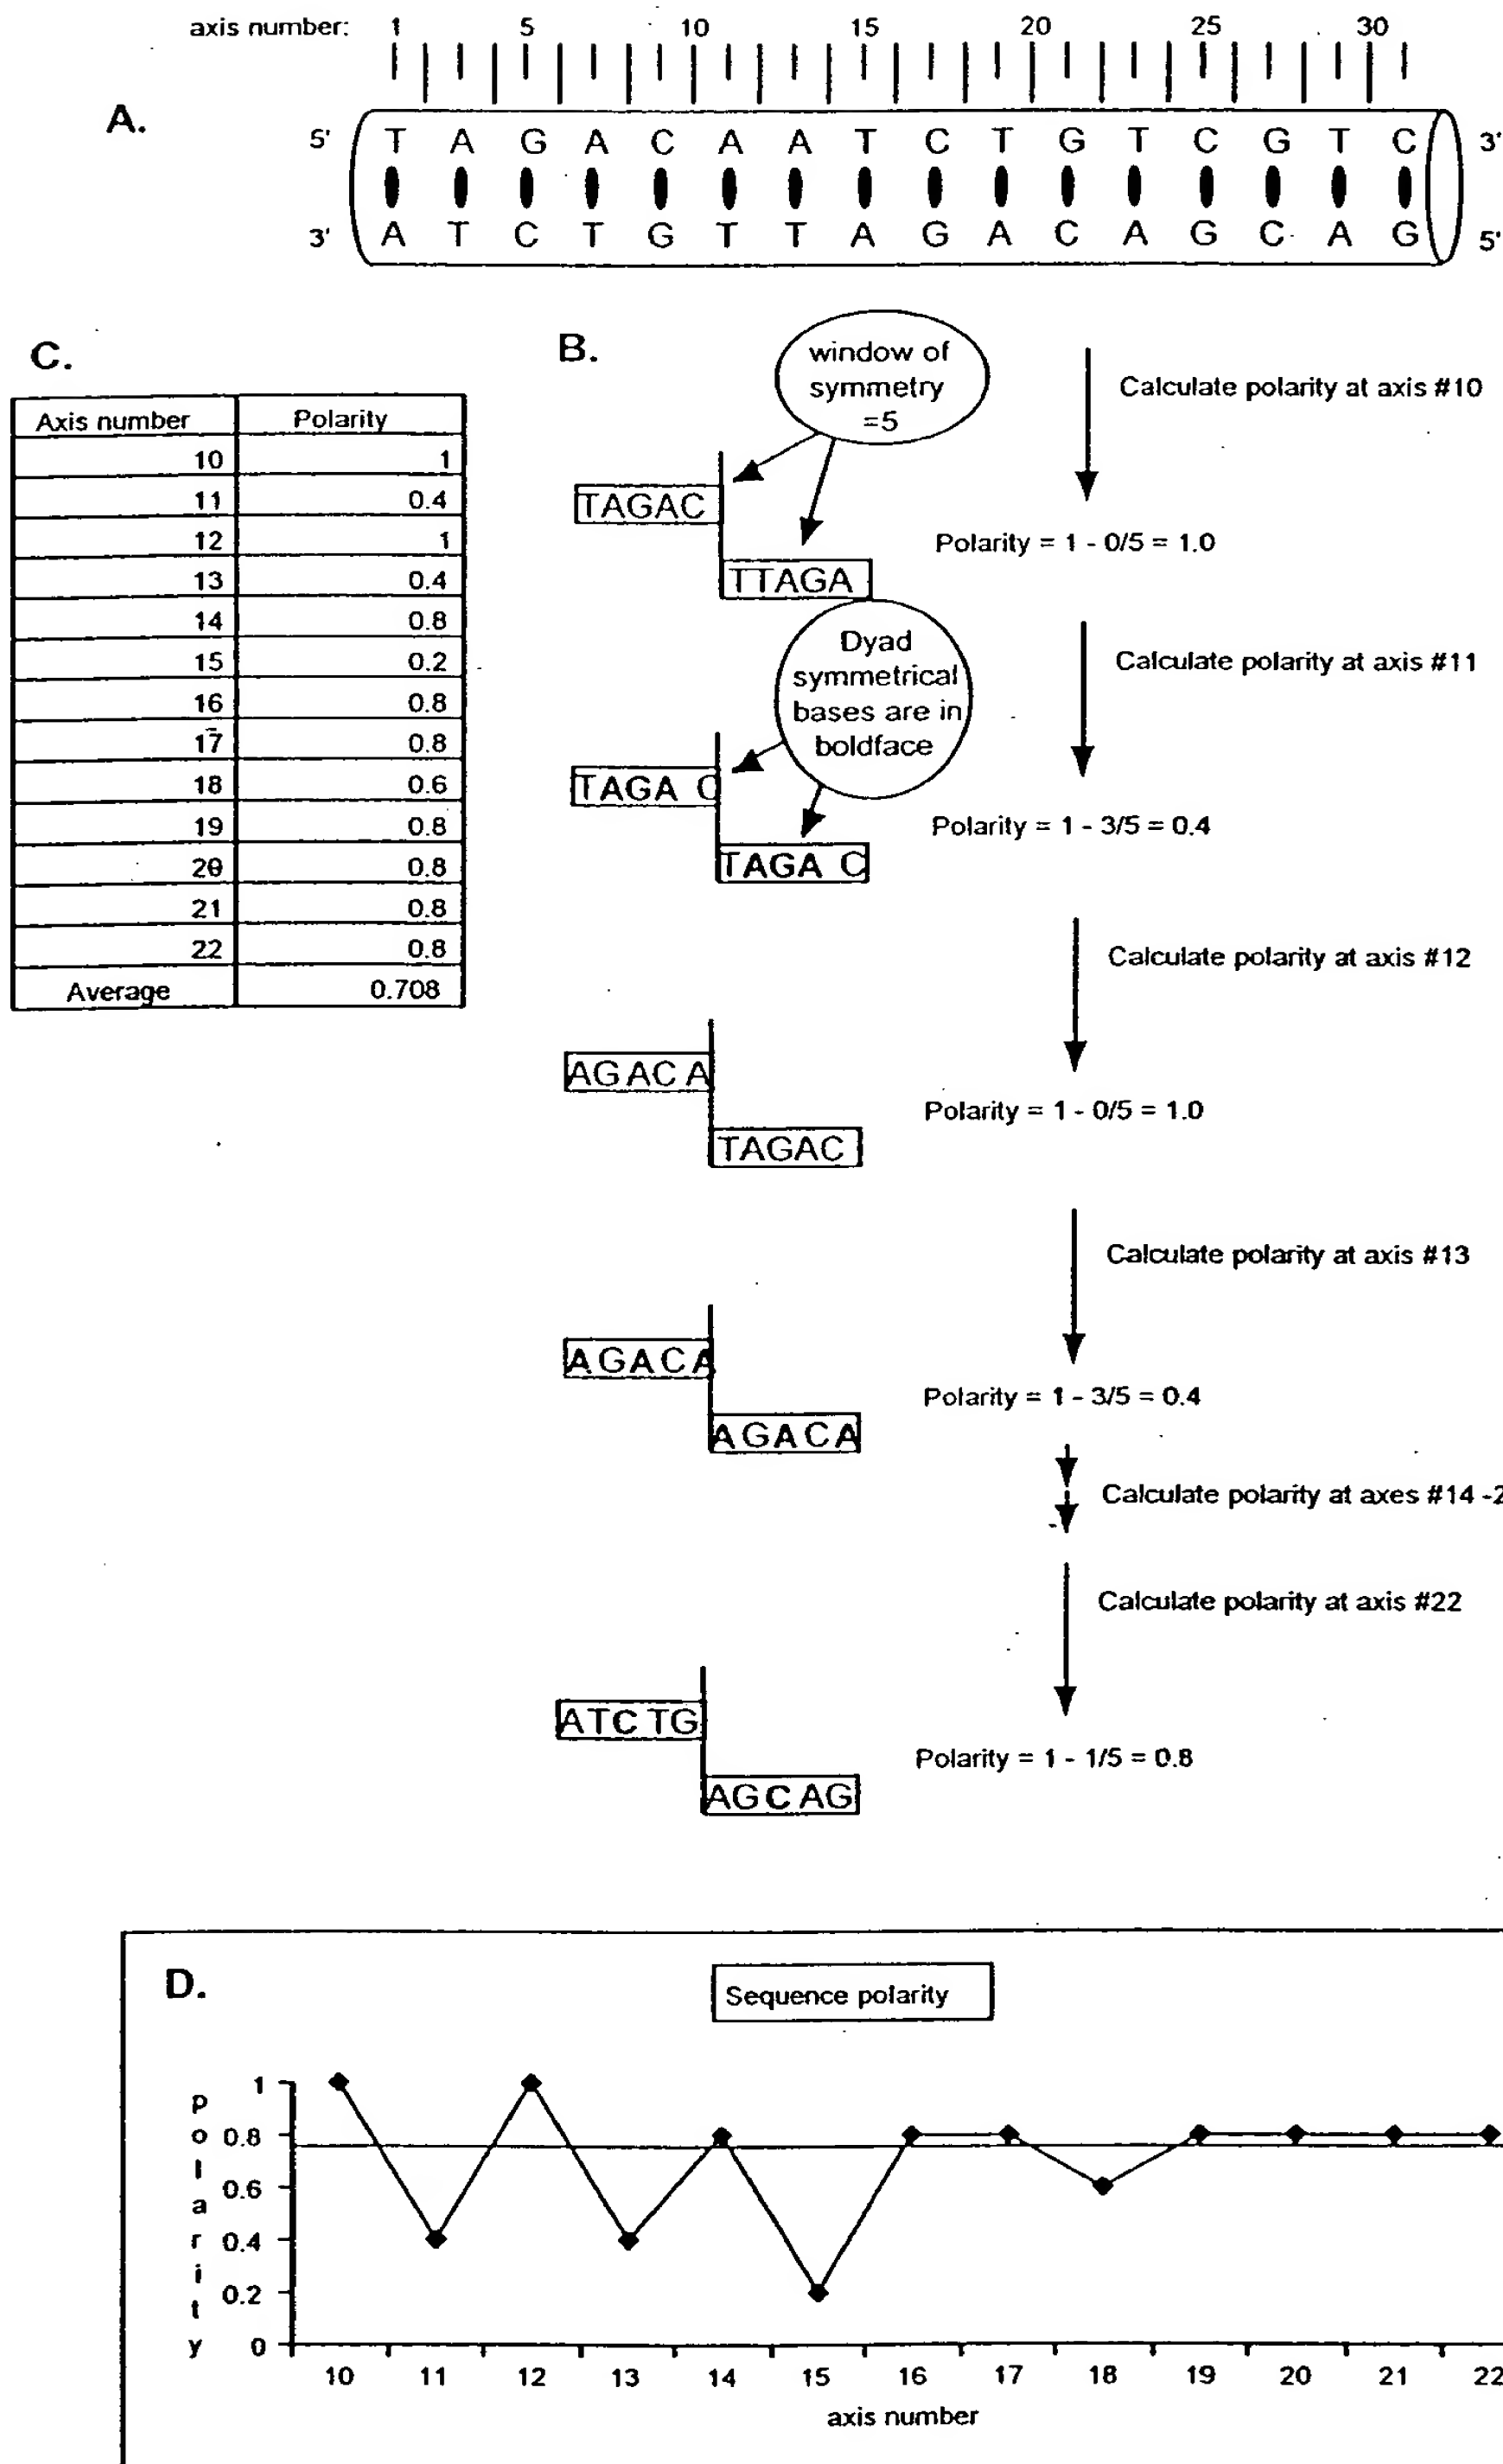 axis number: 1 5 10 15 20 25 30
A.
5' T A G A C A A T C T G T C G T C 3'
3' A T C T G T T A G A C A G C A G 5'
C.
Axis number Polarity
10 1
11 0.4
12 1
13 0.4
14 0.8
15 0.2
16 0.8
17 0.8
18 0.6
19 0.8
20 0.8
21 0.8
22 0.8
Average 0.708
B.
window of
symmetry
=5
Calculate polarity at axis #10
TAGAC
TTAGA
Polarity = 1 - 0/5 = 1.0
Dyad
symmetrical
bases are in
boldface
Calculate polarity at axis #11
TAGA C
TAGA C
Polarity = 1 - 3/5 = 0.4
Calculate polarity at axis #12
AGACA
TAGAC
Polarity = 1 - 0/5 = 1.0
Calculate polarity at axis #13
AGACA
AGACA
Polarity = 1 - 3/5 = 0.4
Calculate polarity at axes #14 -2
Calculate polarity at axis #22
ATC TG
AGC AG
Polarity = 1 - 1/5 = 0.8
D.
Sequence polarity
polarity
1
0.8
0.6
0.4
0.2
0
10 11 12 13 14 15 16 17 18 19 20 21 22
axis number